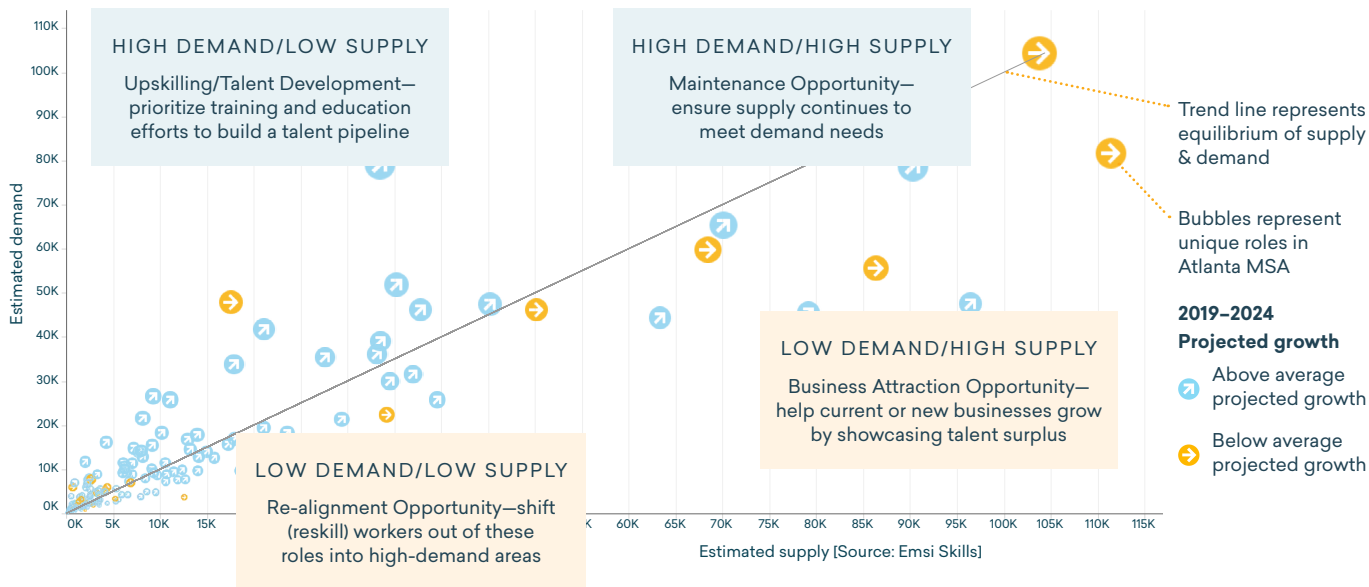 110K
100K
90K
80K
70K
60K
50K
40K
30K
20K
10K
0K
Estimated demand
HIGH DEMAND/LOW SUPPLY
Upskilling/Talent Development—
prioritize training and education
efforts to build a talent pipeline
HIGH DEMAND/HIGH SUPPLY
Maintenance Opportunity—
ensure supply continues to
meet demand needs
LOW DEMAND/HIGH SUPPLY
Business Attraction Opportunity—
help current or new businesses grow
by showcasing talent surplus
LOW DEMAND/LOW SUPPLY
Re-alignment Opportunity—shift
(reskill) workers out of these
roles into high-demand areas
0K 5K 10K 15K K 60K 65K 70K 75K 80K 85K 90K 95K 100K 105K 110K 115K
Estimated supply [Source: Emsi Skills]
Trend line represents
equilibrium of supply
& demand
Bubbles represent
unique roles in
Atlanta MSA
2019–2024
Projected growth
Above average
projected growth
Below average
projected growth